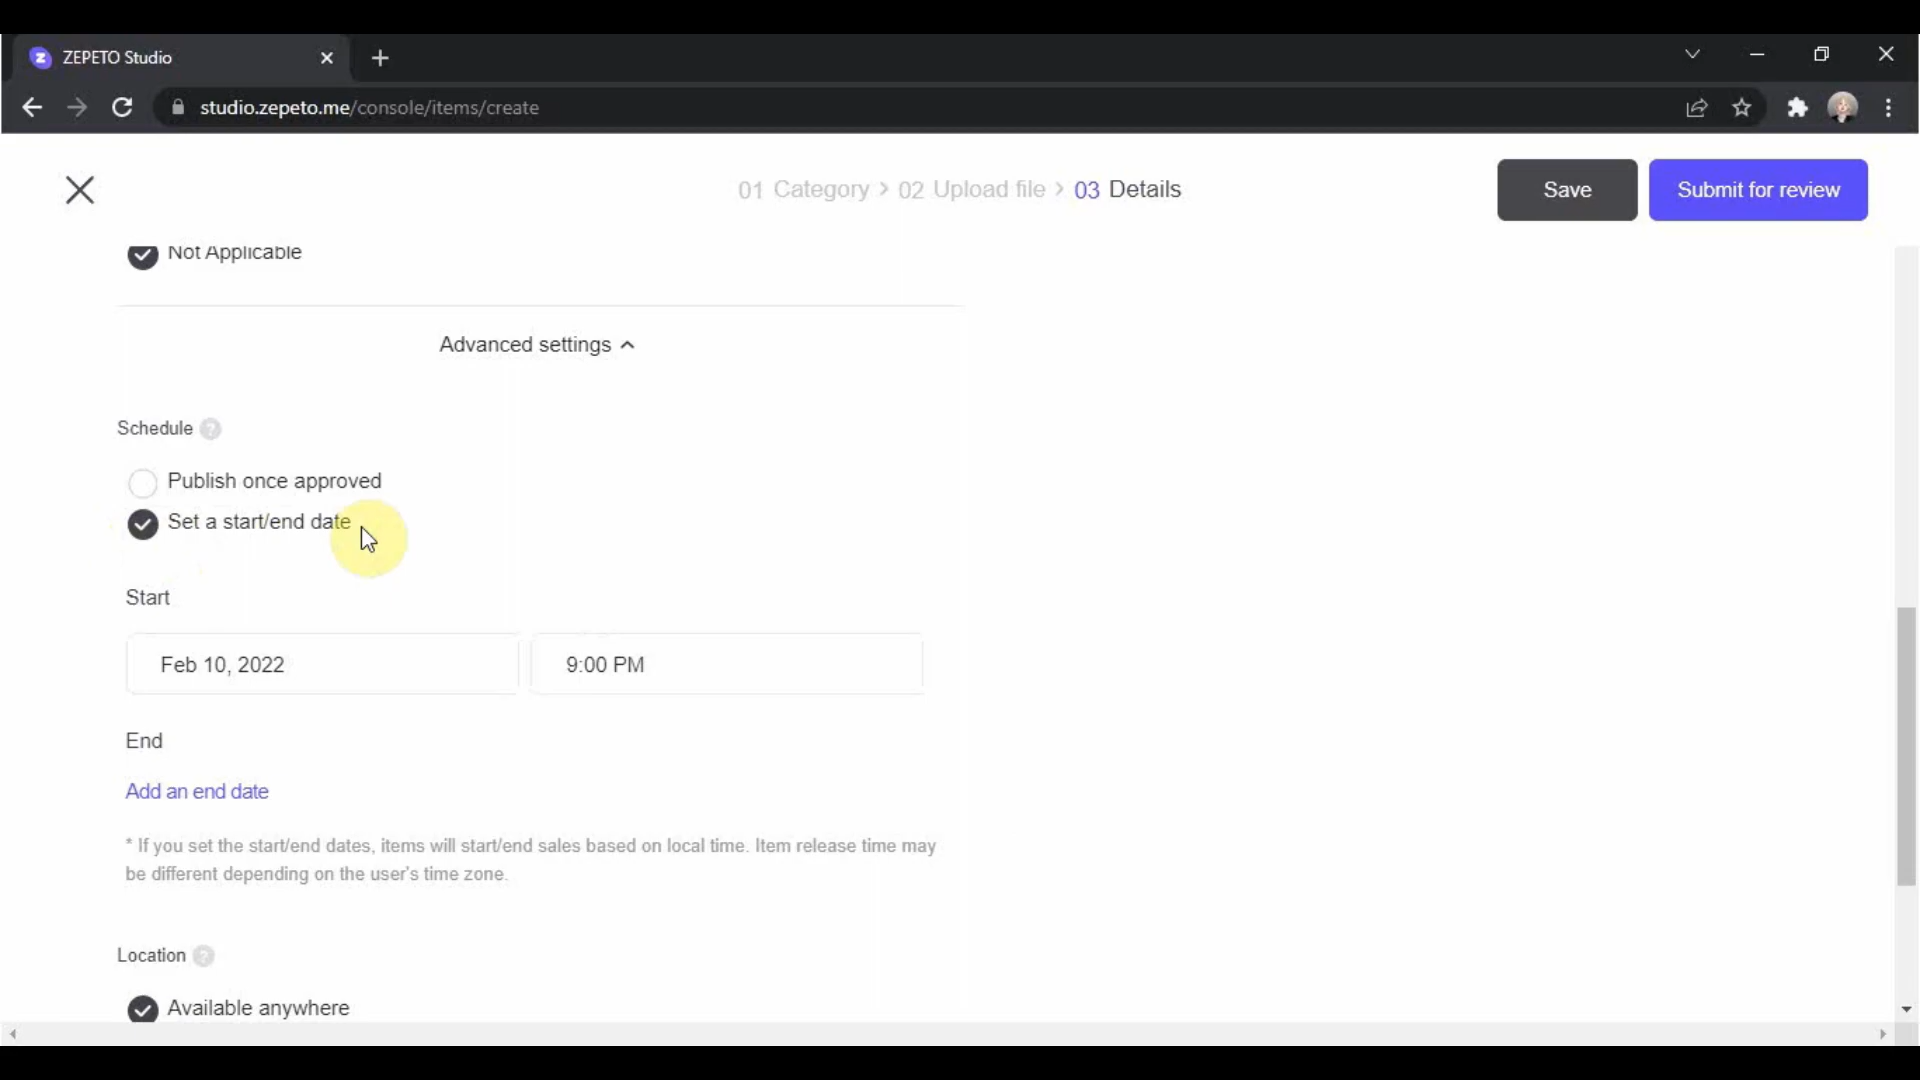 ZEPETO Studio
studio.zepeto.me/console/items/create
01 Category > 02 Upload file > 03 Details
Save
Submit for review
Not Applicable
Advanced settings
Schedule ?
Publish once approved
Set a start/end date
Start
Feb 10, 2022
9:00 PM
End
Add an end date
* If you set the start/end dates, items will start/end sales based on local time. Item release time may
be different depending on the user's time zone.
Location ?
Available anywhere